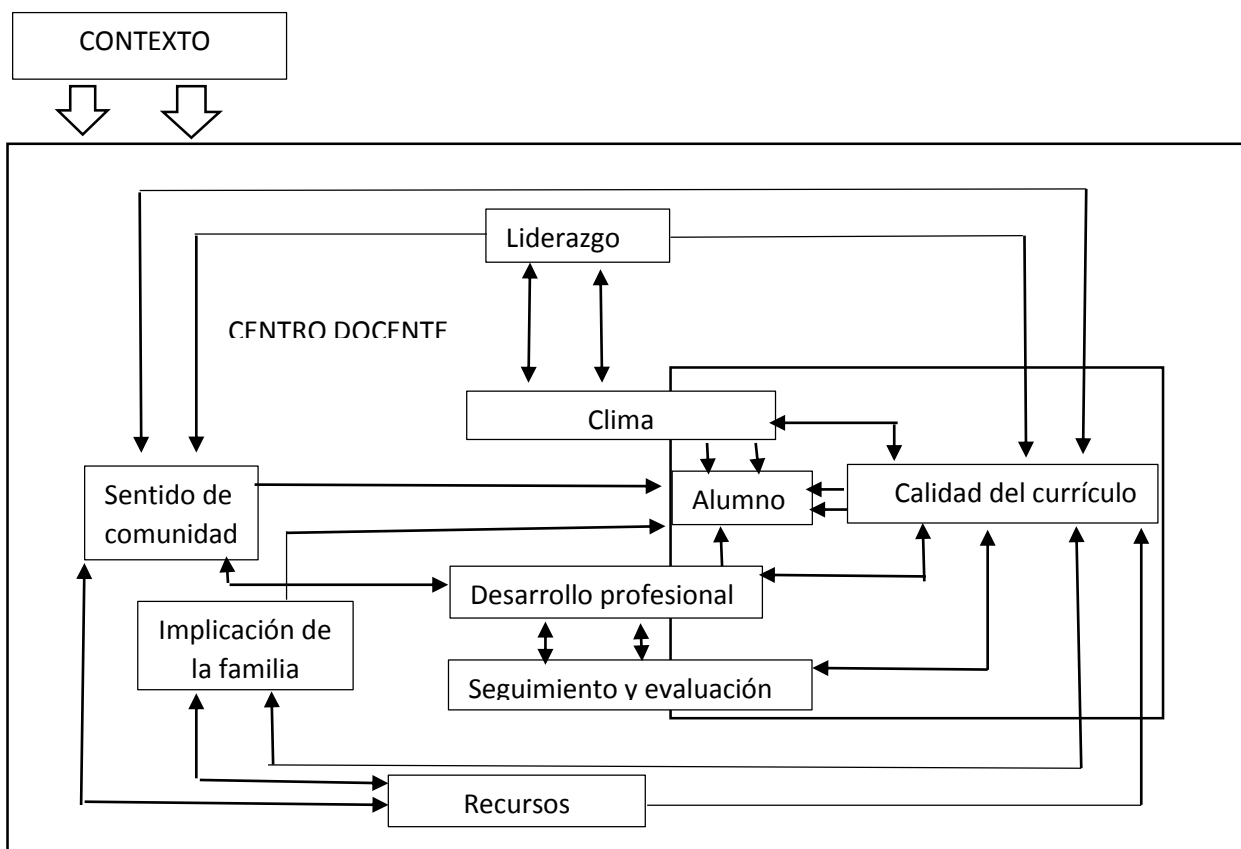 CONTEXTO
Liderazgo
CENTRO DOCENTE
Clima
Sentido de
comunidad
Alumno
Calidad del currículo
Desarrollo profesional
Implicación de
la familia
Seguimiento y evaluación
Recursos